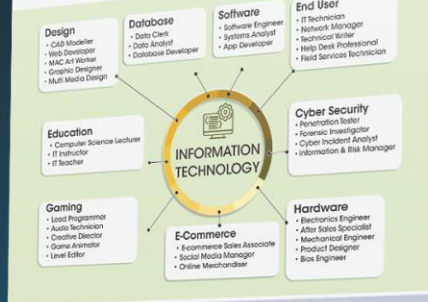 Design
• CAD Modeller
• Web Developer
• MAC Art Worker
• Graphic Designer
• Multi Media Design
Database
• Data Clerk
• Data Analyst
• Database Developer
Software
• Software Engineer
• Systems Analyst
• App Developer
End User
• IT Technician
• Network Manager
• Technical Writer
• Help Desk Professional
• Field Services Technician
Education
• Computer Science Lecturer
• IT Instructor
• IT Teacher
INFORMATION
TECHNOLOGY
Cyber Security
• Penetration Tester
• Forensic Investigator
• Cyber Incident Analyst
• Information & Risk Manager
Gaming
• Lead Programmer
• Audio Technician
• Creative Director
• Game Animator
• Level Editor
E-Commerce
• E-commerce Sales Associate
• Social Media Manager
• Online Merchandiser
Hardware
• Electronics Engineer
• After Sales Specialist
• Mechanical Engineer
• Product Designer
• Bios Engineer